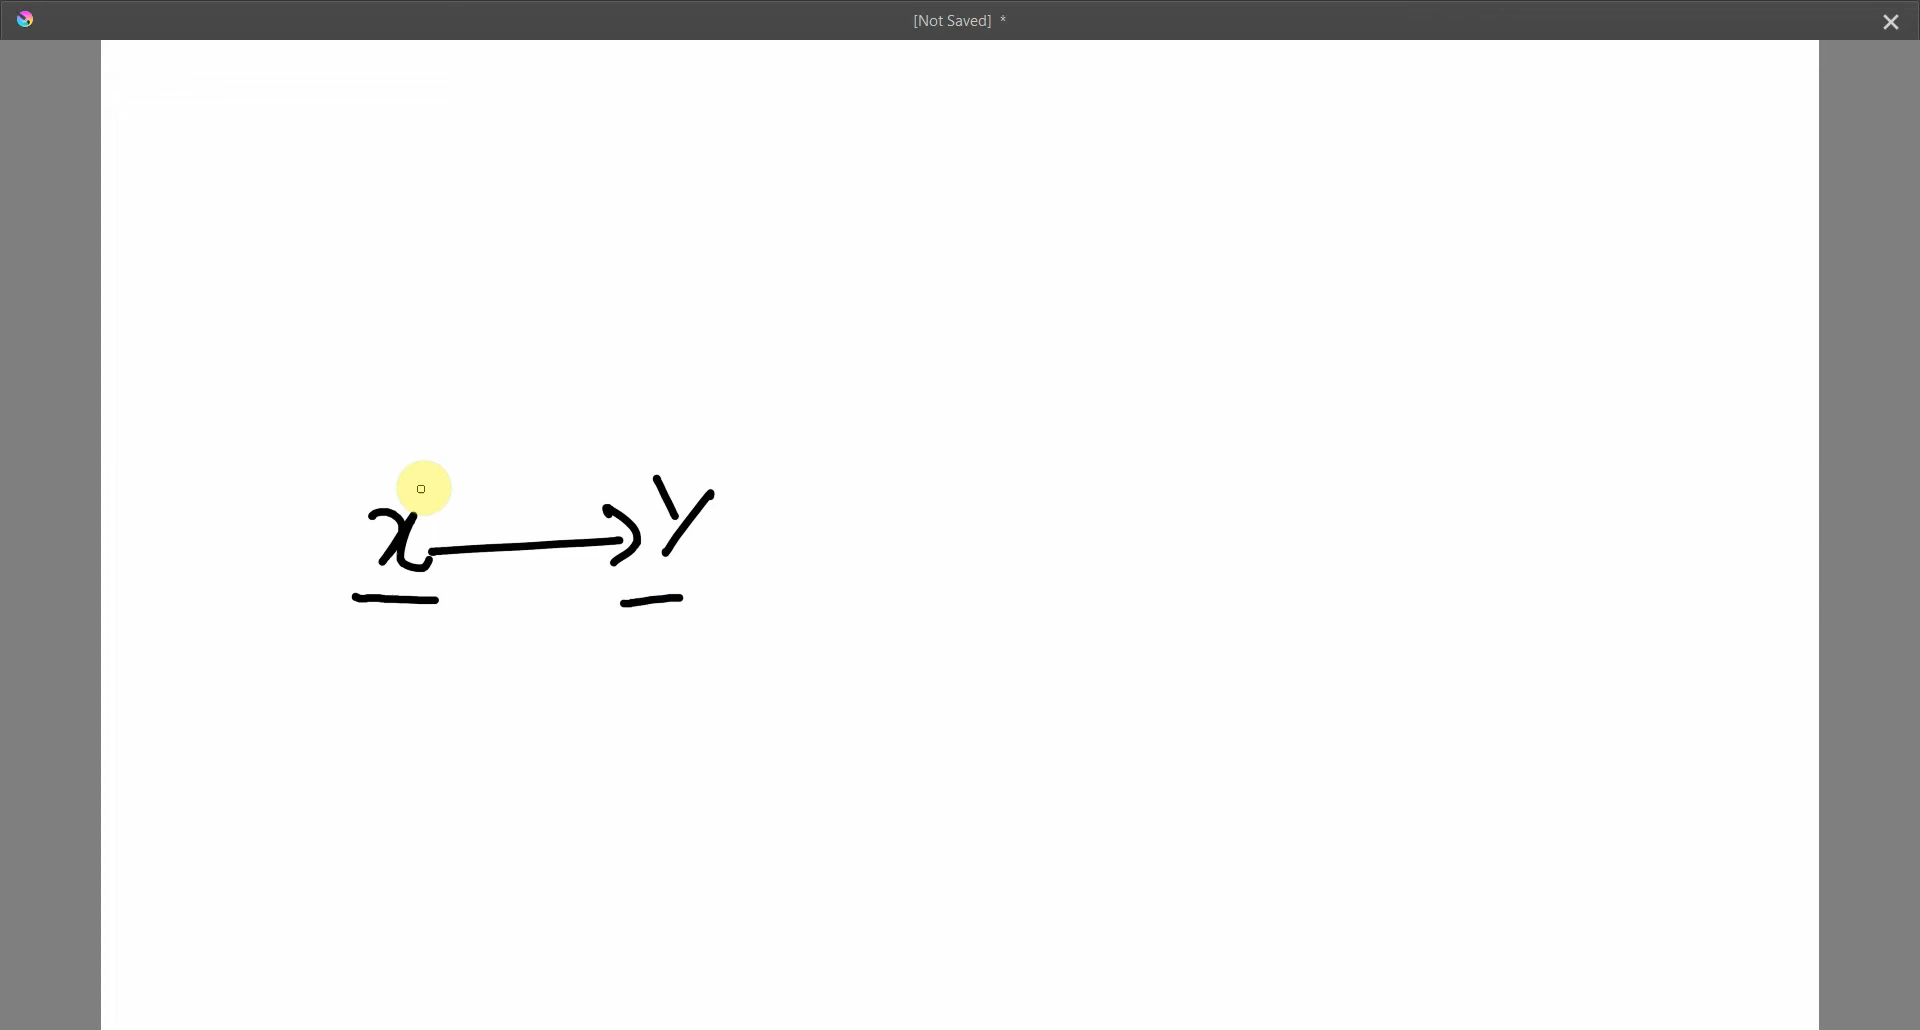 [Not Saved] *
x → Y